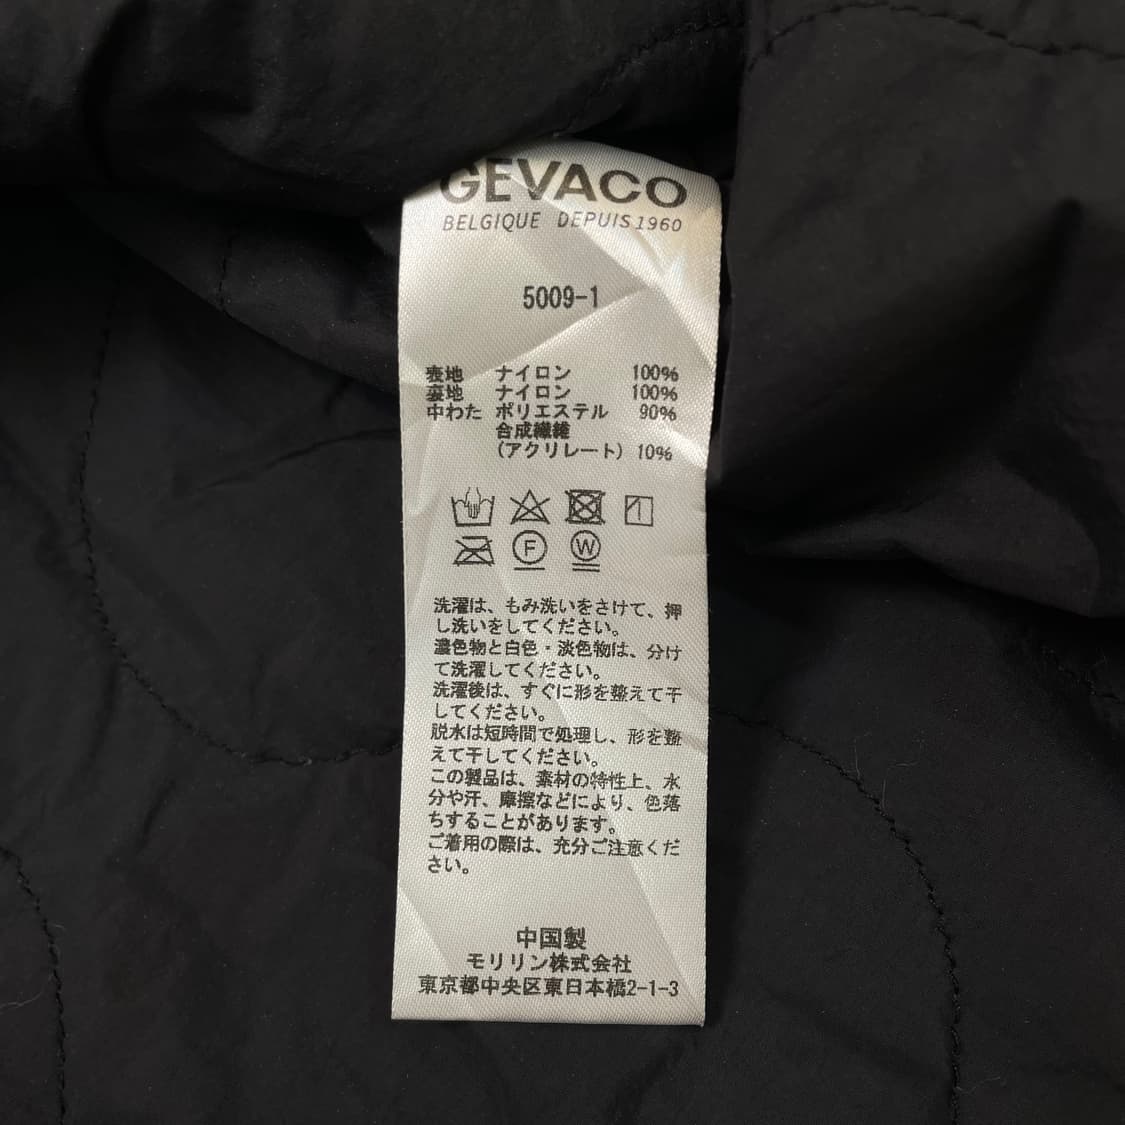 GEVACO
BELGIQUE DEPUIS 1960
5009-1
表地 ナイロン 100%
裏地 ナイロン 100%
中わた ポリエステル 90%
合成繊維
(アクリレート) 10%
F W
洗濯は、もみ洗いをさけて、押
し洗いをしてください。
濃色物と白色・淡色物は、分け
て洗濯してください。
洗濯後は、すぐに形を整えて干
してください。
脱水は短時間で処理し、形を整
えて干してください。
この製品は、素材の特性上、水
分や汗、摩擦などにより、色落
ちすることがあります。
ご着用の際は、充分ご注意くだ
さい。
中国製
モリリン株式会社
東京都中央区東日本橋2-1-3